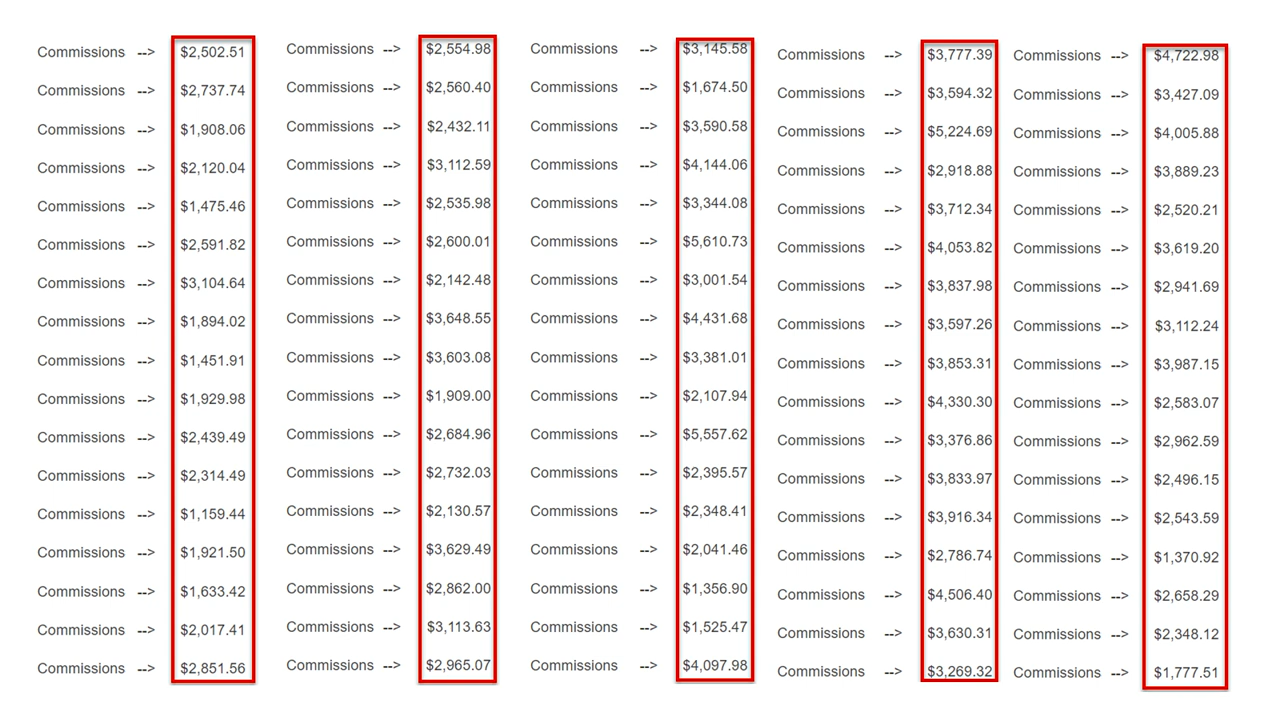 Commissions --> $2,502.51
Commissions --> $2,737.74
Commissions --> $1,908.06
Commissions --> $2,120.04
Commissions --> $1,475.46
Commissions --> $2,591.82
Commissions --> $3,104.64
Commissions --> $1,894.02
Commissions --> $1,451.91
Commissions --> $1,929.98
Commissions --> $2,439.49
Commissions --> $2,314.49
Commissions --> $1,159.44
Commissions --> $1,921.50
Commissions --> $1,633.42
Commissions --> $2,017.41
Commissions --> $2,851.56
Commissions --> $2,554.98
Commissions --> $2,560.40
Commissions --> $2,432.11
Commissions --> $3,112.59
Commissions --> $2,535.98
Commissions --> $2,600.01
Commissions --> $2,142.48
Commissions --> $3,648.55
Commissions --> $3,603.08
Commissions --> $1,909.00
Commissions --> $2,684.96
Commissions --> $2,732.03
Commissions --> $2,130.57
Commissions --> $3,629.49
Commissions --> $2,862.00
Commissions --> $3,113.63
Commissions --> $2,965.07
Commissions --> $3,145.58
Commissions --> $1,674.50
Commissions --> $3,590.58
Commissions --> $4,144.06
Commissions --> $3,344.08
Commissions --> $5,610.73
Commissions --> $3,001.54
Commissions --> $4,431.68
Commissions --> $3,381.01
Commissions --> $2,107.94
Commissions --> $5,557.62
Commissions --> $2,395.57
Commissions --> $2,348.41
Commissions --> $2,041.46
Commissions --> $1,356.90
Commissions --> $1,525.47
Commissions --> $4,097.98
Commissions --> $3,777.39
Commissions --> $3,594.32
Commissions --> $5,224.69
Commissions --> $2,918.88
Commissions --> $3,712.34
Commissions --> $4,053.82
Commissions --> $3,837.98
Commissions --> $3,597.26
Commissions --> $3,853.31
Commissions --> $4,330.30
Commissions --> $3,376.86
Commissions --> $3,833.97
Commissions --> $3,916.34
Commissions --> $2,786.74
Commissions --> $4,506.40
Commissions --> $3,630.31
Commissions --> $3,269.32
Commissions --> $4,722.98
Commissions --> $3,427.09
Commissions --> $4,005.88
Commissions --> $3,889.23
Commissions --> $2,520.21
Commissions --> $3,619.20
Commissions --> $2,941.69
Commissions --> $3,112.24
Commissions --> $3,987.15
Commissions --> $2,583.07
Commissions --> $2,962.59
Commissions --> $2,496.15
Commissions --> $2,543.59
Commissions --> $1,370.92
Commissions --> $2,658.29
Commissions --> $2,348.12
Commissions --> $1,777.51